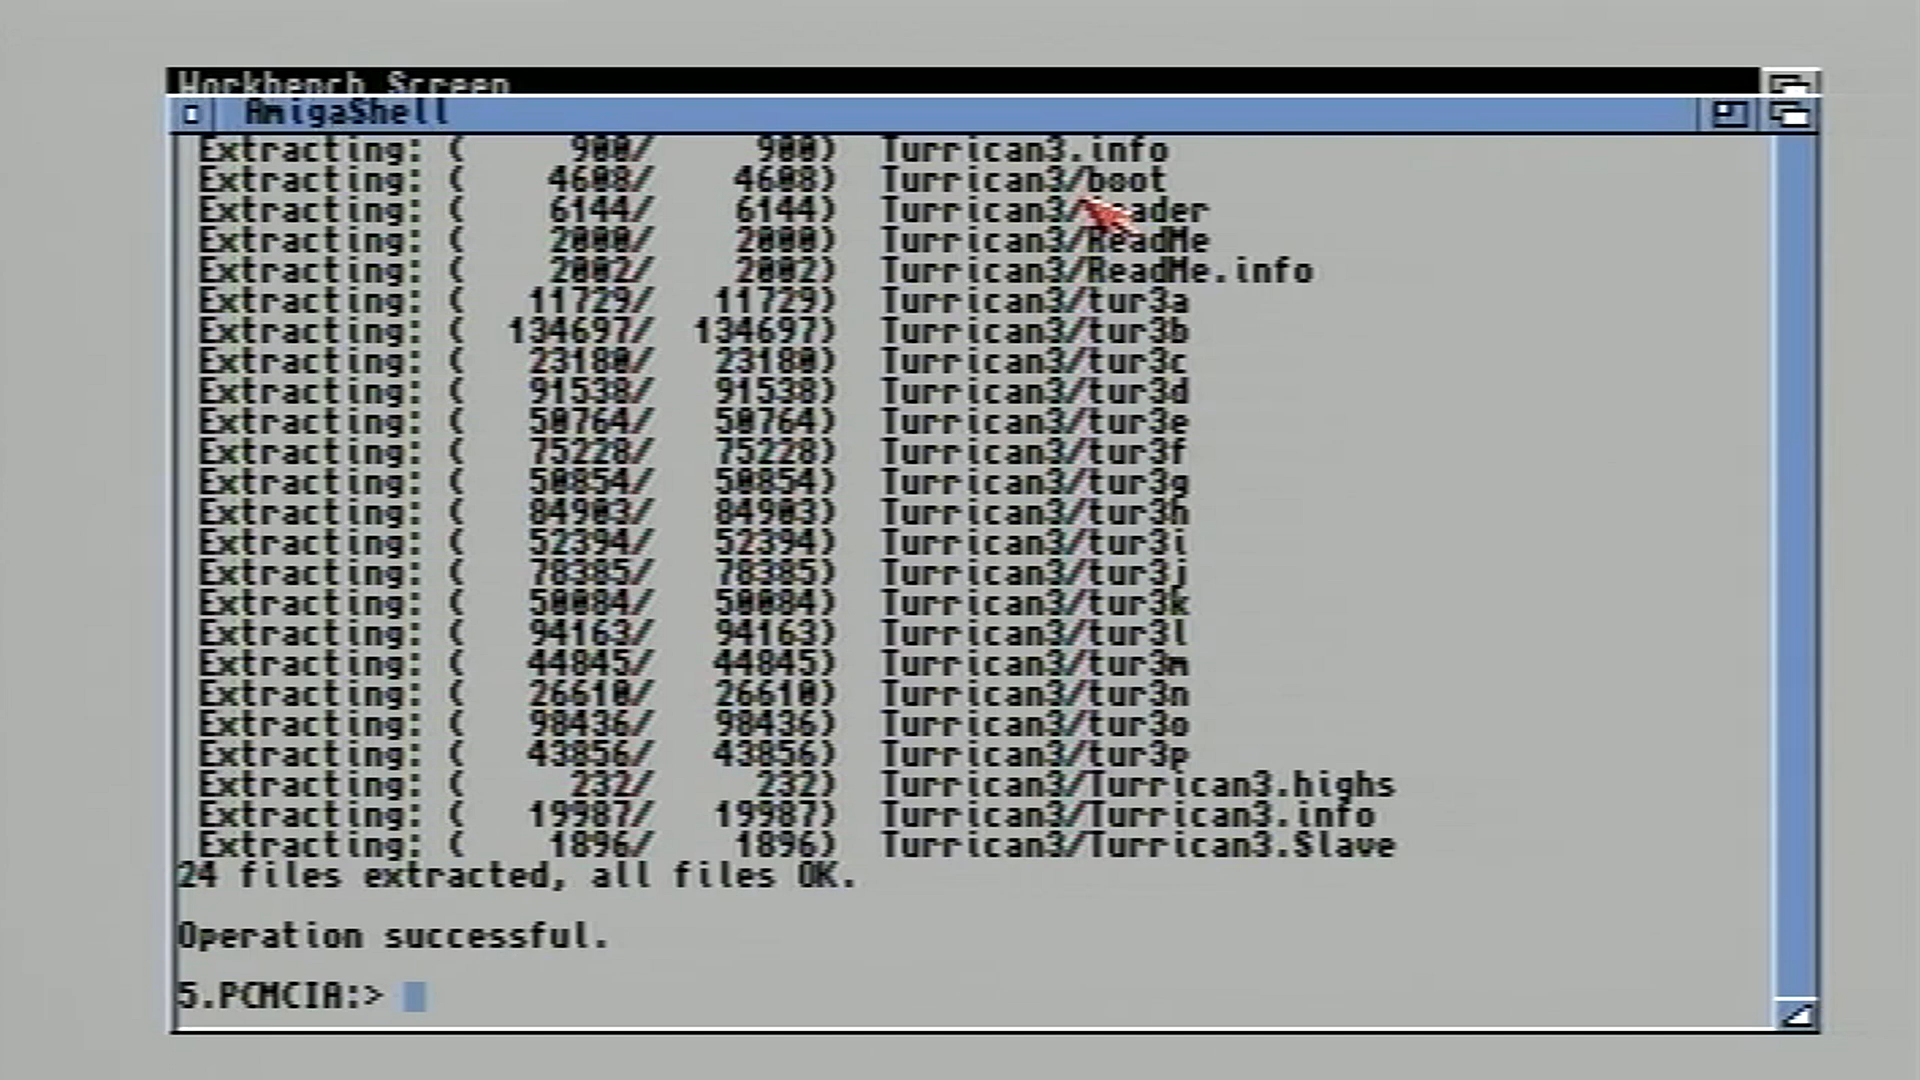 Workbench Screen
AmigaShell
Extracting: ( 900/ 900) Turrican3.info
Extracting: ( 4608/ 4608) Turrican3/boot
Extracting: ( 6144/ 6144) Turrican3/ ader
Extracting: ( 2000/ 2000) Turrican3/ReadMe
Extracting: ( 2002/ 2002) Turrican3/ReadMe.info
Extracting: ( 11729/ 11729) Turrican3/tur3a
Extracting: ( 134697/ 134697) Turrican3/tur3b
Extracting: ( 23180/ 23180) Turrican3/tur3c
Extracting: ( 91538/ 91538) Turrican3/tur3d
Extracting: ( 50764/ 50764) Turrican3/tur3e
Extracting: ( 75228/ 75228) Turrican3/tur3f
Extracting: ( 50854/ 50854) Turrican3/tur3g
Extracting: ( 84903/ 84903) Turrican3/tur3h
Extracting: ( 52394/ 52394) Turrican3/tur3i
Extracting: ( 78385/ 78385) Turrican3/tur3j
Extracting: ( 50084/ 50084) Turrican3/tur3k
Extracting: ( 94163/ 94163) Turrican3/tur3l
Extracting: ( 44845/ 44845) Turrican3/tur3m
Extracting: ( 26610/ 26610) Turrican3/tur3n
Extracting: ( 98436/ 98436) Turrican3/tur3o
Extracting: ( 43856/ 43856) Turrican3/tur3p
Extracting: ( 232/ 232) Turrican3/Turrican3.highs
Extracting: ( 19987/ 19987) Turrican3/Turrican3.info
Extracting: ( 1896/ 1896) Turrican3/Turrican3.Slave
24 files extracted, all files OK.
Operation successful.
5.PCMCIA:>